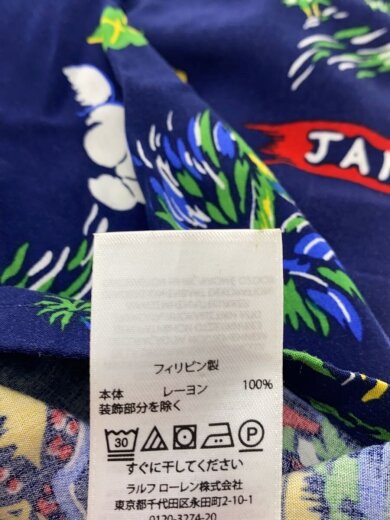 JA
フィリピン製
本体 レーヨン 100%
装飾部分を除く
30 P
すぐに干してください
ラルフ ローレン株式会社
東京都千代田区永田町2-10-1
0120-3274-20